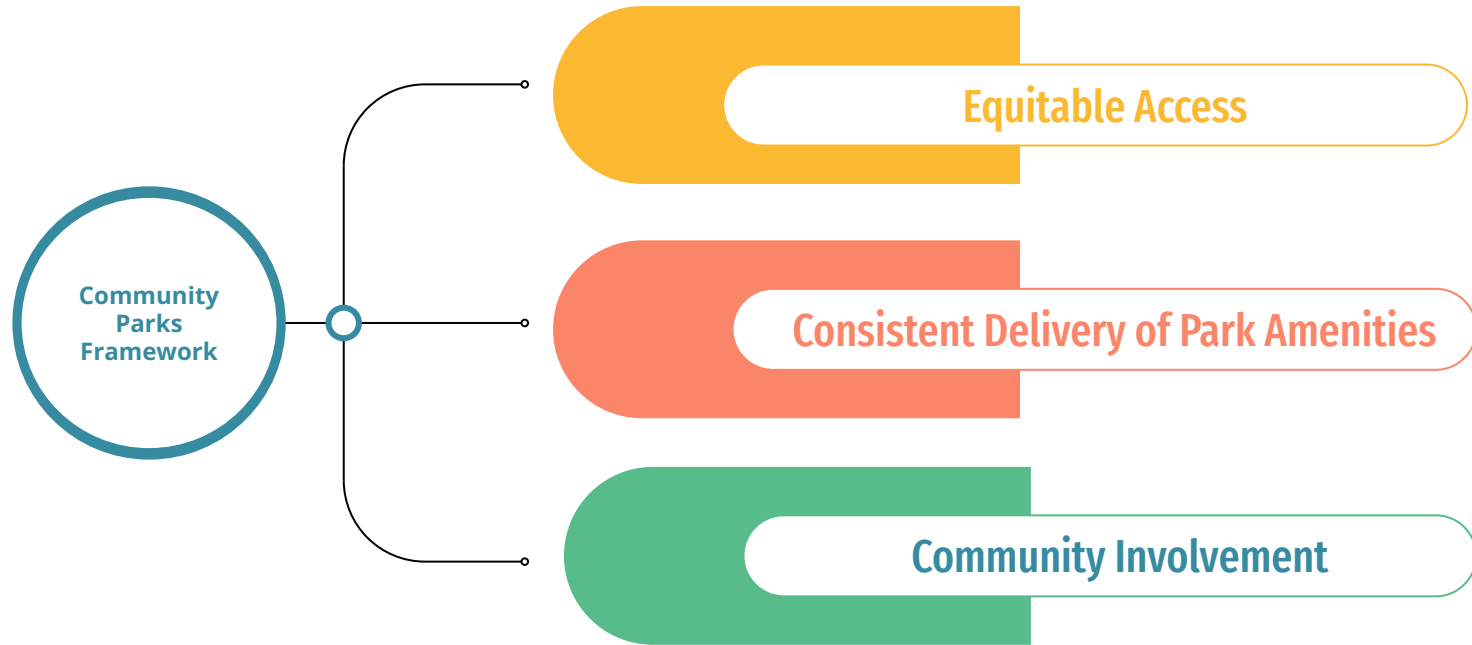 Community
Parks
Framework
Equitable Access
Consistent Delivery of Park Amenities
Community Involvement